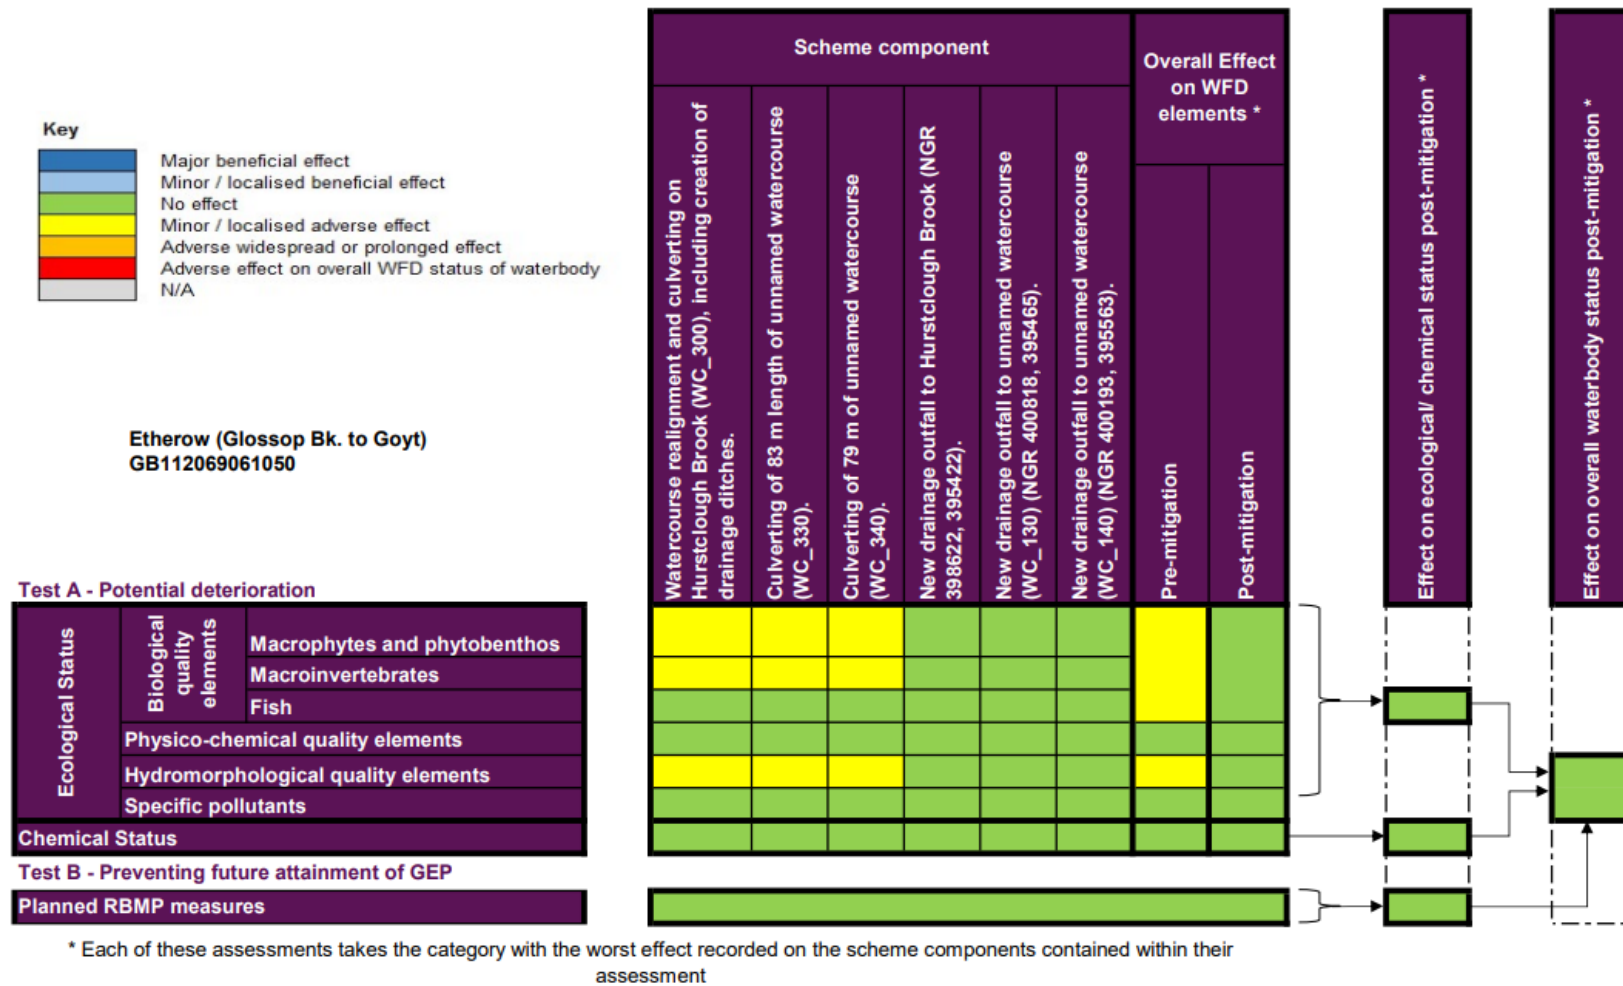 Key
Major beneficial effect
Minor / localised beneficial effect
No effect
Minor / localised adverse effect
Adverse widespread or prolonged effect
Adverse effect on overall WFD status of waterbody
N/A
Etherow (Glossop Bk. to Goyt)
GB112069061050
Scheme component
Overall Effect
on WFD
elements *
Watercourse realignment and culverting on
Hurstclough Brook (WC_300), including creation of
drainage ditches.
Culverting of 83 m length of unnamed watercourse
(WC_330).
Culverting of 79 m of unnamed watercourse
(WC_340).
New drainage outfall to Hurstclough Brook (NGR
398622, 395422).
New drainage outfall to unnamed watercourse
(WC_130) (NGR 400818, 395465).
New drainage outfall to unnamed watercourse
(WC_140) (NGR 400193, 395563).
Pre-mitigation
Post-mitigation
Effect on ecological/ chemical status post-mitigation *
Effect on overall waterbody status post-mitigation *
Test A - Potential deterioration
Ecological Status
Biological
quality
elements
Macrophytes and phytobenthos
Macroinvertebrates
Fish
Physico-chemical quality elements
Hydromorphological quality elements
Specific pollutants
Chemical Status
Test B - Preventing future attainment of GEP
Planned RBMP measures
* Each of these assessments takes the category with the worst effect recorded on the scheme components contained within their
assessment